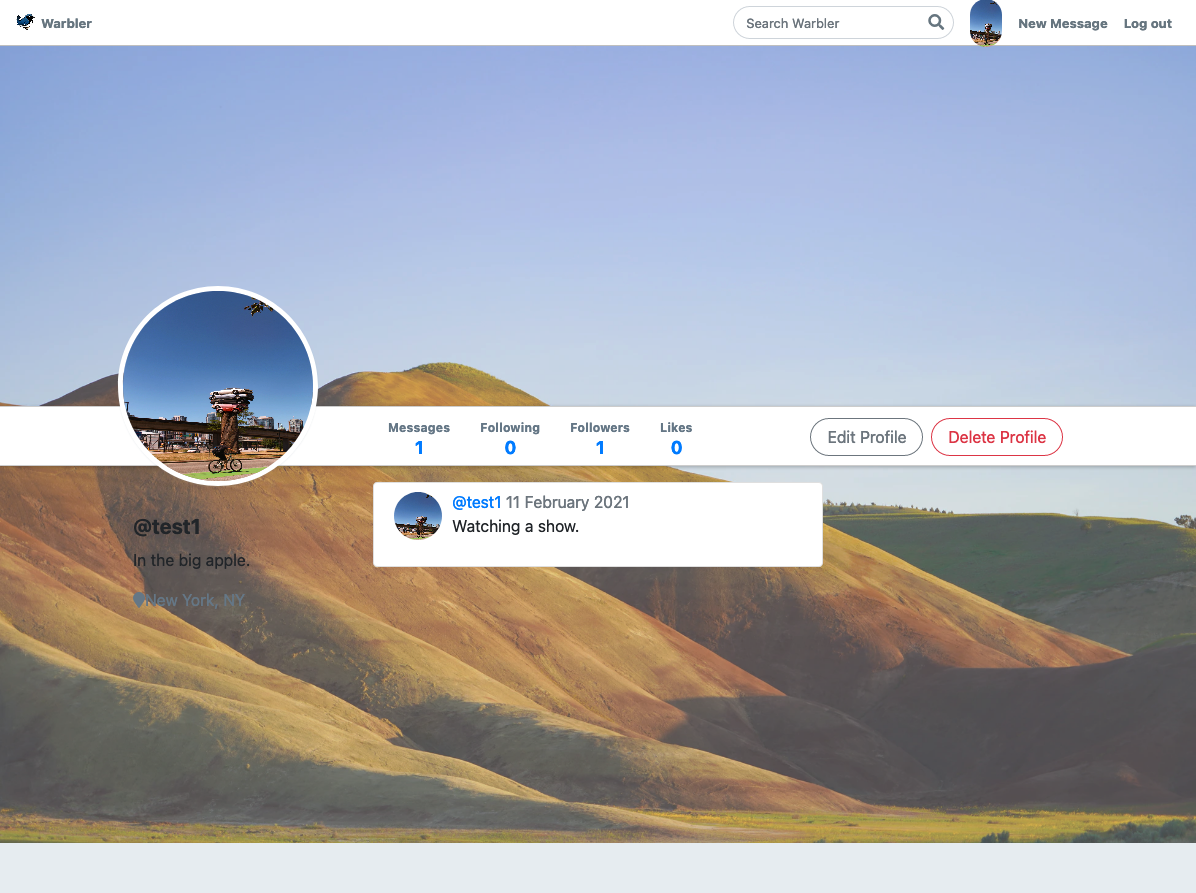 Warbler
Search Warbler
New Message
Log out
Messages
1
Following
0
Followers
1
Likes
0
Edit Profile
Delete Profile
@test1 11 February 2021
Watching a show.
@test1
In the big apple.
New York, NY